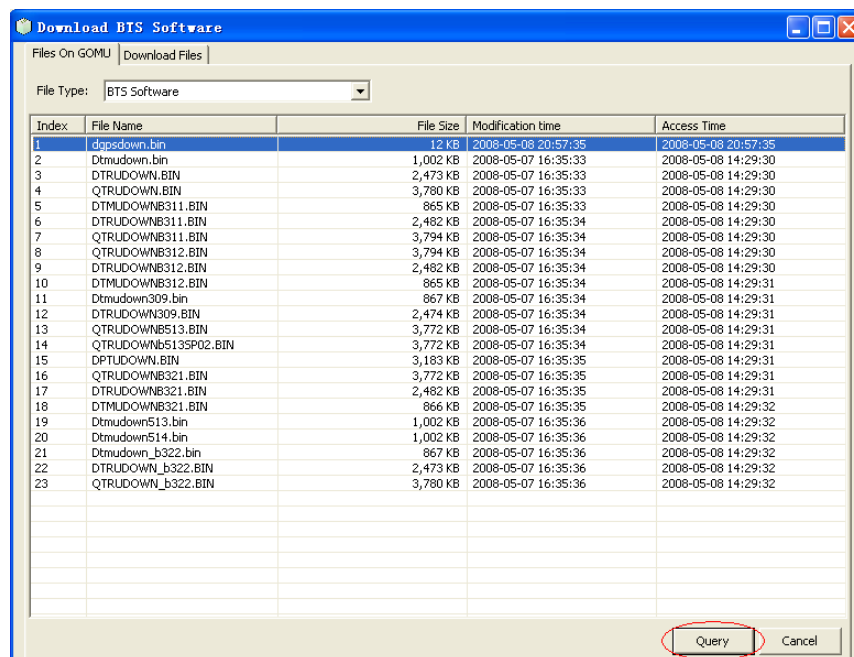 Download BTS Software
Files On GOMU Download Files
File Type: BTS Software
Index File Name File Size Modification time Access Time
1 dgpsdown.bin 12 KB 2008-05-08 20:57:35 2008-05-08 20:57:35
2 Dtmudown.bin 1,002 KB 2008-05-07 16:35:33 2008-05-08 14:29:30
3 DTRUDOWN.BIN 2,473 KB 2008-05-07 16:35:33 2008-05-08 14:29:30
4 QTRUDOWN.BIN 3,780 KB 2008-05-07 16:35:33 2008-05-08 14:29:30
5 DTMUDOWNB311.BIN 865 KB 2008-05-07 16:35:33 2008-05-08 14:29:30
6 DTRUDOWNB311.BIN 2,482 KB 2008-05-07 16:35:34 2008-05-08 14:29:30
7 QTRUDOWNB311.BIN 3,794 KB 2008-05-07 16:35:34 2008-05-08 14:29:30
8 QTRUDOWNB312.BIN 3,794 KB 2008-05-07 16:35:34 2008-05-08 14:29:30
9 DTRUDOWNB312.BIN 2,482 KB 2008-05-07 16:35:34 2008-05-08 14:29:30
10 DTMUDOWNB312.BIN 865 KB 2008-05-07 16:35:34 2008-05-08 14:29:31
11 Dtmudown309.bin 867 KB 2008-05-07 16:35:34 2008-05-08 14:29:31
12 DTRUDOWN309.BIN 2,474 KB 2008-05-07 16:35:34 2008-05-08 14:29:31
13 QTRUDOWNB513.BIN 3,772 KB 2008-05-07 16:35:34 2008-05-08 14:29:31
14 QTRUDOWNb513SP02.BIN 3,772 KB 2008-05-07 16:35:34 2008-05-08 14:29:31
15 DPTUDOWN.BIN 3,183 KB 2008-05-07 16:35:35 2008-05-08 14:29:31
16 QTRUDOWNB321.BIN 3,772 KB 2008-05-07 16:35:35 2008-05-08 14:29:31
17 DTRUDOWNB321.BIN 2,482 KB 2008-05-07 16:35:35 2008-05-08 14:29:31
18 DTMUDOWNB321.BIN 866 KB 2008-05-07 16:35:35 2008-05-08 14:29:32
19 Dtmudown513.bin 1,002 KB 2008-05-07 16:35:36 2008-05-08 14:29:32
20 Dtmudown514.bin 1,002 KB 2008-05-07 16:35:36 2008-05-08 14:29:32
21 Dtmudown_b322.bin 867 KB 2008-05-07 16:35:36 2008-05-08 14:29:32
22 DTRUDOWN_b322.BIN 2,473 KB 2008-05-07 16:35:36 2008-05-08 14:29:32
23 QTRUDOWN_b322.BIN 3,780 KB 2008-05-07 16:35:36 2008-05-08 14:29:32
Query Cancel